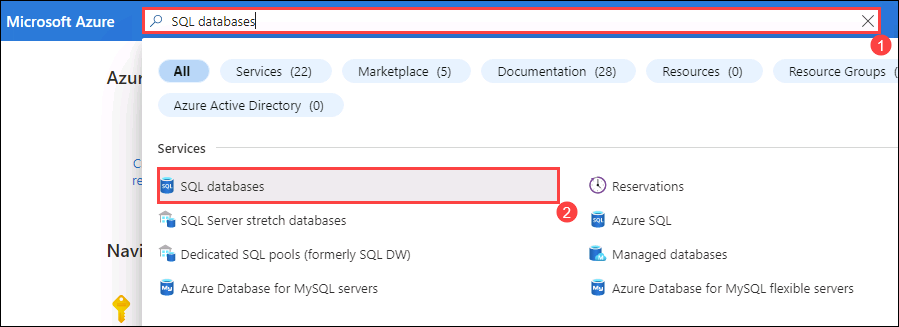 Microsoft Azure SQL databases
1
Azur
All Services (22) Marketplace (5) Documentation (28) Resources (0) Resource Groups (
Azure Active Directory (0)
Services
C
re
SQL databases Reservations
2
SQL Server stretch databases Azure SQL
Navi
Dedicated SQL pools (formerly SQL DW) Managed databases
Azure Database for MySQL servers Azure Database for MySQL flexible servers